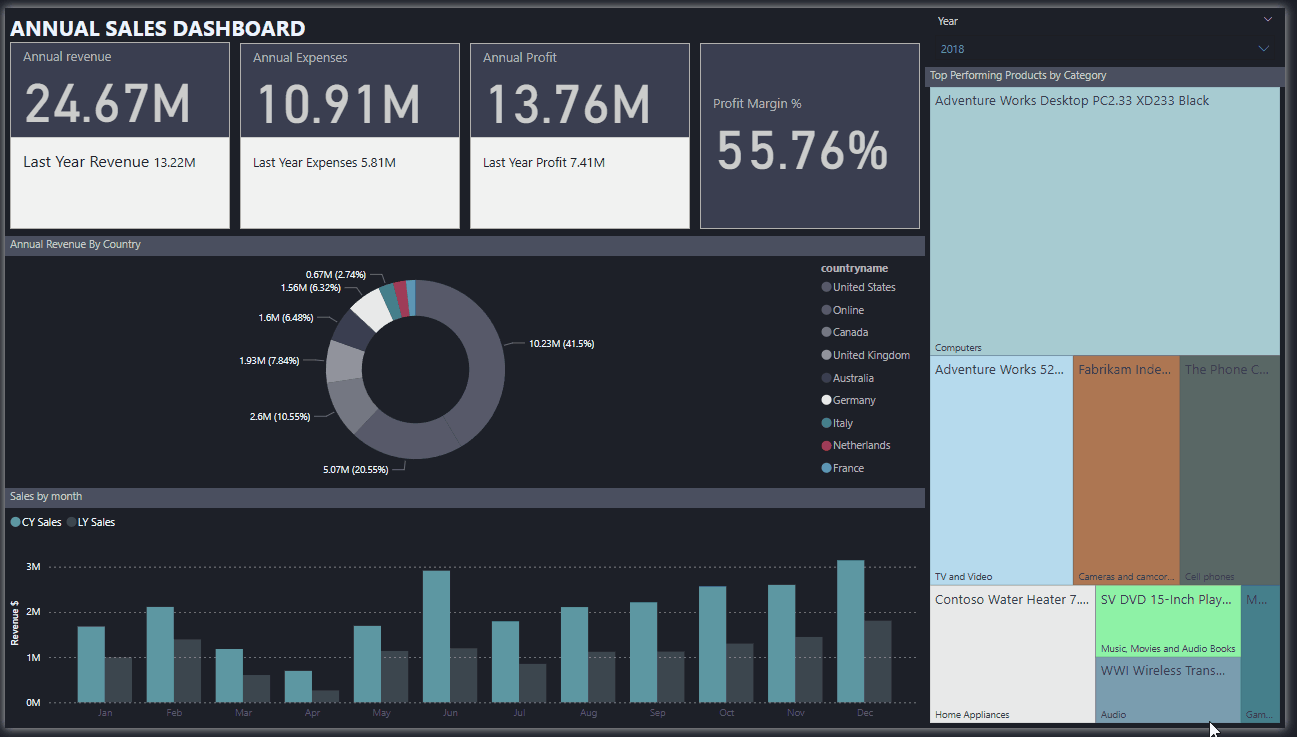 ANNUAL SALES DASHBOARD
Annual revenue
24.67M
Last Year Revenue 13.22M
Annual Expenses
10.91M
Last Year Expenses 5.81M
Annual Profit
13.76M
Last Year Profit 7.41M
Profit Margin %
55.76%
Year
2018
Annual Revenue By Country
0.67M (2.74%)
1.56M (6.32%)
1.6M (6.48%)
1.93M (7.84%)
2.6M (10.55%)
5.07M (20.55%)
10.23M (41.5%)
countryname
United States
Online
Canada
United Kingdom
Australia
Germany
Italy
Netherlands
France
Sales by month
CY Sales LY Sales
Revenue $
3M
2M
1M
0M
Jan Feb Mar Apr May Jun Jul Aug Sep Oct Nov Dec
Top Performing Products by Category
Adventure Works Desktop PC2.33 XD233 Black
Computers
Adventure Works 52...
TV and Video
Fabrikam Inde...
Cameras and camcor...
The Phone C...
Cell phones
Contoso Water Heater 7....
Home Appliances
SV DVD 15-Inch Play...
Music, Movies and Audio Books
WWI Wireless Trans...
Audio
M...
Gam...